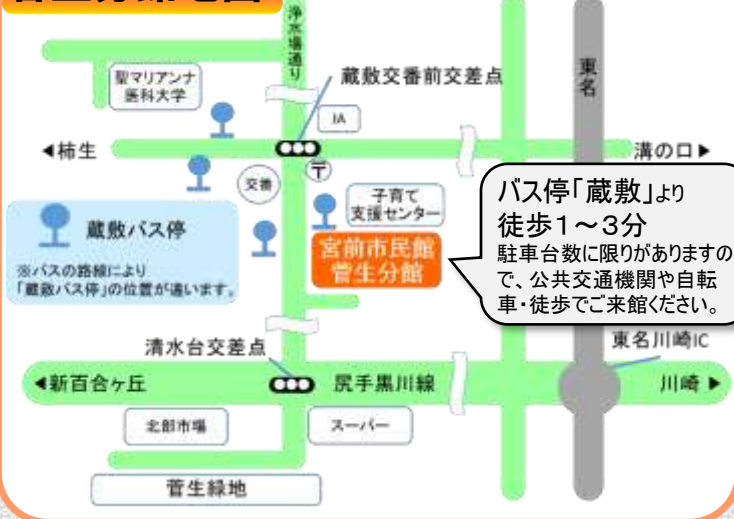 菅生分館地図
浄水場通り
聖マリアンナ
医科大学
蔵敷交番前交差点
東名
JA
◀柿生
溝の口▶
〒
交番
子育て
支援センター
バス停「蔵敷」より
徒歩1~3分
駐車台数に限りがありますの
で、公共交通機関や自転
車・徒歩でご来館ください。
蔵敷バス停
※バスの路線により
「蔵敷バス停」の位置が違います。
宮前市民館
菅生分館
清水台交差点
東名川崎IC
◀新百合ヶ丘
尻手黒川線
川崎▶
北部市場
スーパー
菅生緑地